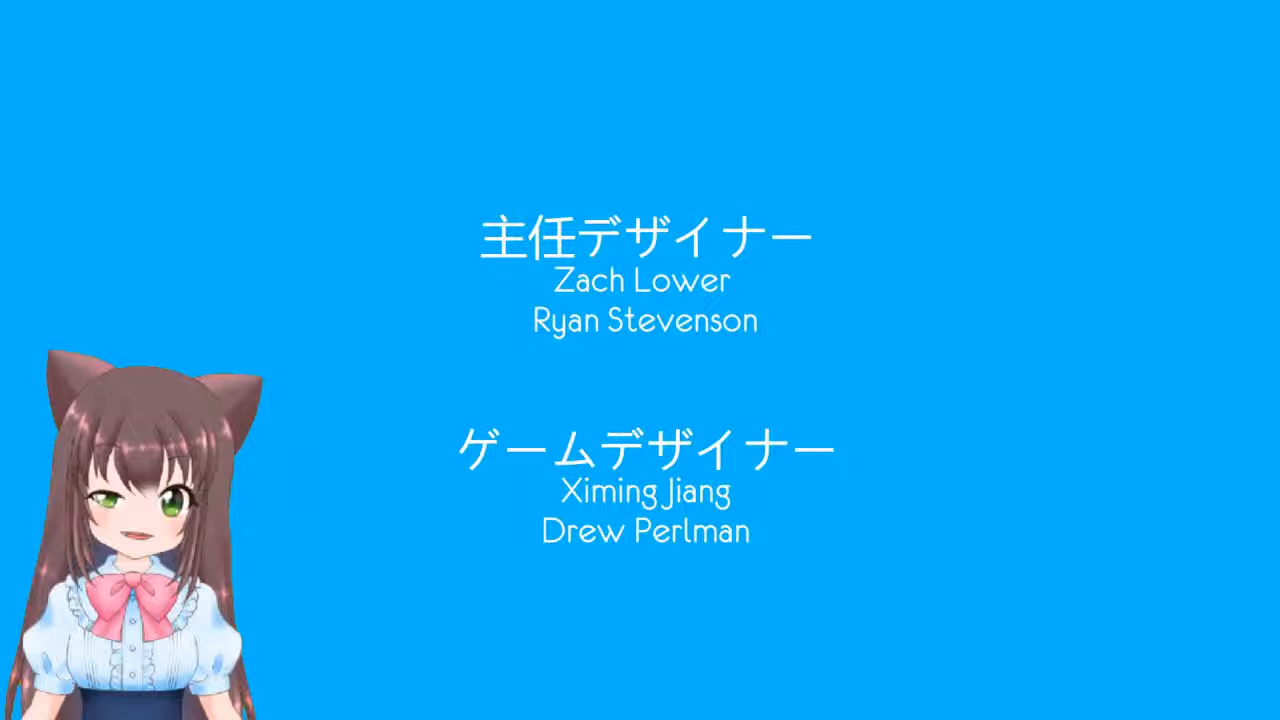 主任デザイナー
Zach Lower
Ryan Stevenson
ゲームデザイナー
Ximing Jiang
Drew Perlman